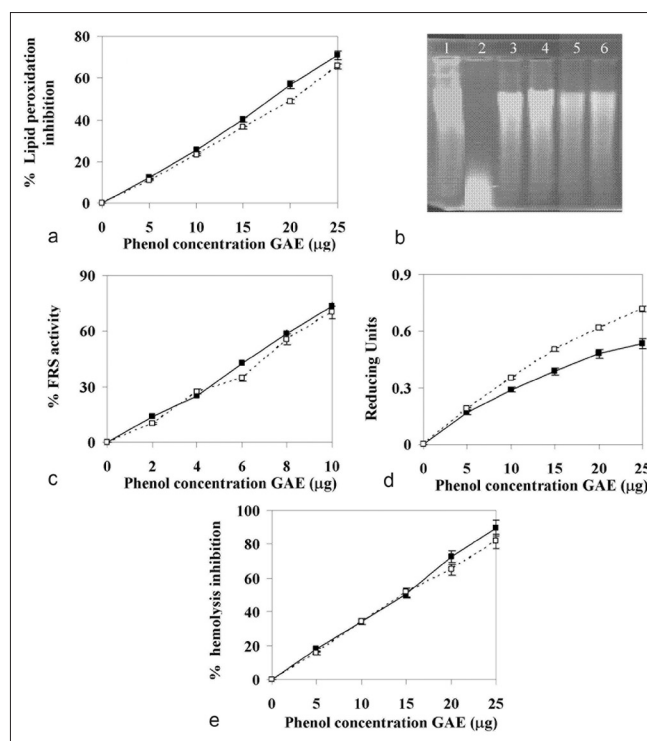 80
60
40
20
0
% Lipid peroxidation
inhibition
0 5 10 15 20 25
a Phenol concentration GAE (µg)
1 2 3 4 5 6
b
90
60
30
0
% FRS activity
0 2 4 6 8 10
c Phenol concentration GAE (µg)
0.9
0.6
0.3
0
Reducing Units
0 5 10 15 20 25
d Phenol concentration GAE (µg)
100
80
60
40
20
0
% hemolysis inhibition
0 5 10 15 20 25
e Phenol concentration GAE (µg)